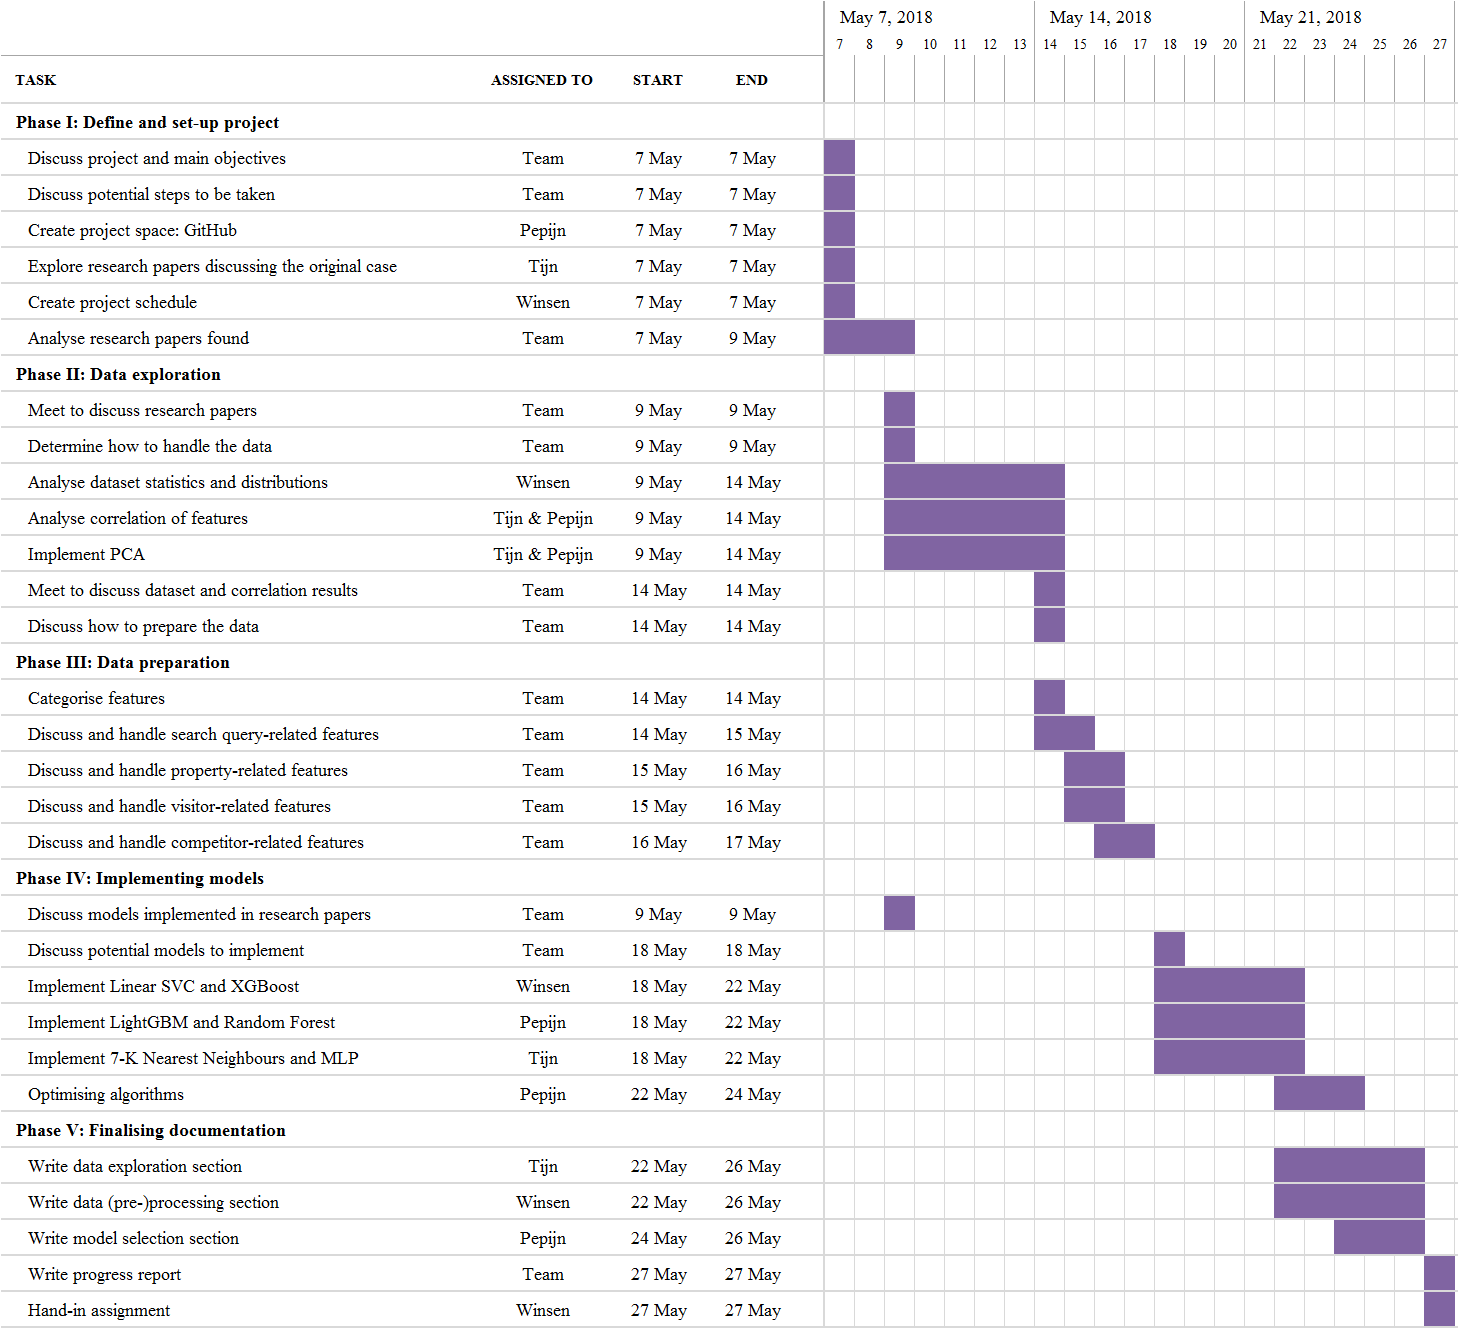 May 7, 2018 May 14, 2018 May 21, 2018
7 8 9 10 11 12 13 14 15 16 17 18 19 20 21 22 23 24 25 26 27
TASK ASSIGNED TO START END
Phase I: Define and set-up project
Discuss project and main objectives Team 7 May 7 May
Discuss potential steps to be taken Team 7 May 7 May
Create project space: GitHub Pepijn 7 May 7 May
Explore research papers discussing the original case Tijn 7 May 7 May
Create project schedule Winsen 7 May 7 May
Analyse research papers found Team 7 May 9 May
Phase II: Data exploration
Meet to discuss research papers Team 9 May 9 May
Determine how to handle the data Team 9 May 9 May
Analyse dataset statistics and distributions Winsen 9 May 14 May
Analyse correlation of features Tijn & Pepijn 9 May 14 May
Implement PCA Tijn & Pepijn 9 May 14 May
Meet to discuss dataset and correlation results Team 14 May 14 May
Discuss how to prepare the data Team 14 May 14 May
Phase III: Data preparation
Categorise features Team 14 May 14 May
Discuss and handle search query-related features Team 14 May 15 May
Discuss and handle property-related features Team 15 May 16 May
Discuss and handle visitor-related features Team 15 May 16 May
Discuss and handle competitor-related features Team 16 May 17 May
Phase IV: Implementing models
Discuss models implemented in research papers Team 9 May 9 May
Discuss potential models to implement Team 18 May 18 May
Implement Linear SVC and XGBoost Winsen 18 May 22 May
Implement LightGBM and Random Forest Pepijn 18 May 22 May
Implement 7-K Nearest Neighbours and MLP Tijn 18 May 22 May
Optimising algorithms Pepijn 22 May 24 May
Phase V: Finalising documentation
Write data exploration section Tijn 22 May 26 May
Write data (pre-)processing section Winsen 22 May 26 May
Write model selection section Pepijn 24 May 26 May
Write progress report Team 27 May 27 May
Hand-in assignment Winsen 27 May 27 May